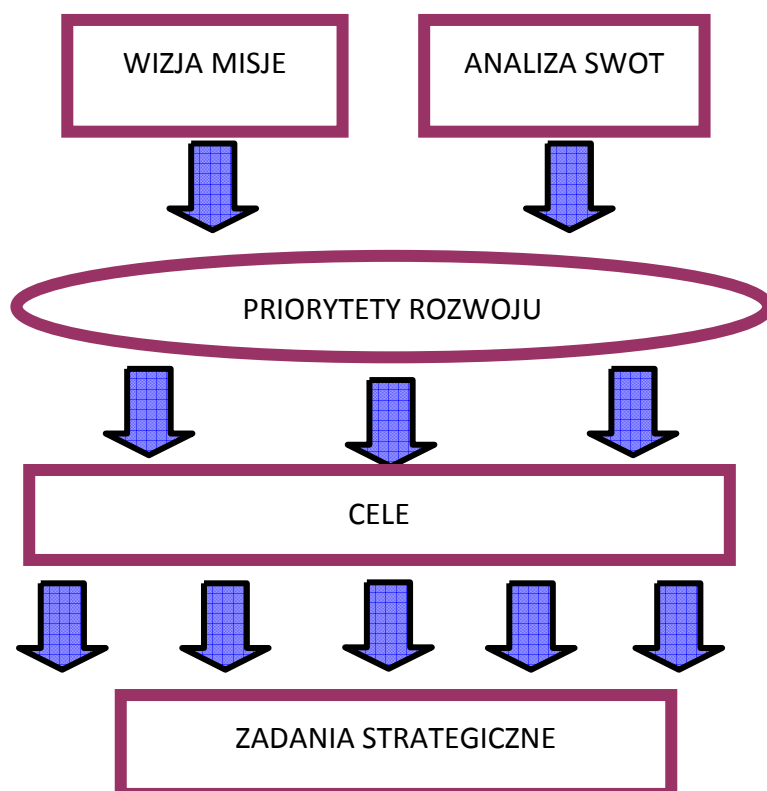 WIZJA MISJE
ANALIZA SWOT
PRIORYTETY ROZWOJU
CELE
ZADANIA STRATEGICZNE